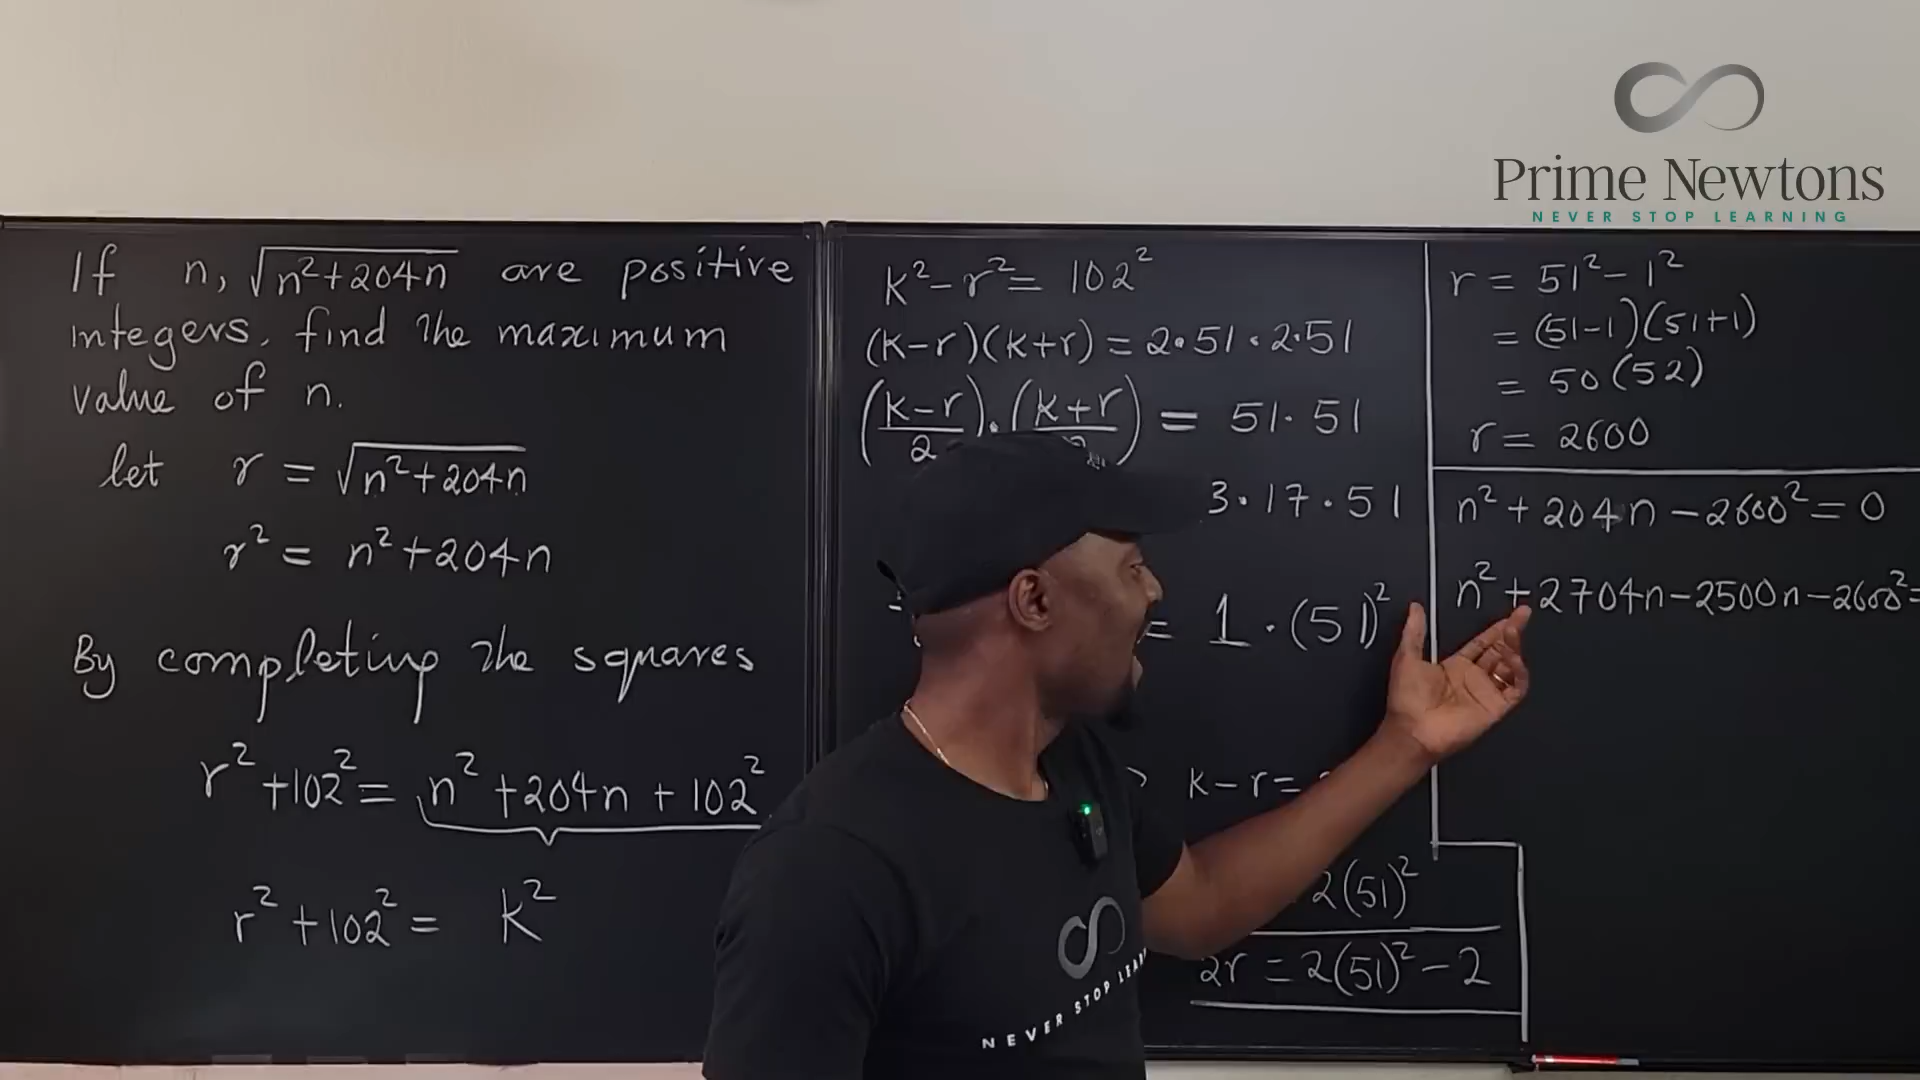 Prime Newtons
NEVER STOP LEARNING
If n, √(n²+204n) are positive
integers, find the maximum
value of n.
let r = √(n²+204n)
r² = n²+204n
By completing the squares
r²+102² = n²+204n+102²
r²+102² = k²
k²-r² = 102²
(k-r)(k+r) = 2·51·2·51
((k-r)/2)·((k+r)/2) = 51·51
3·17·51
= 1·(51)²
k-r=
2(51)²
2r = 2(51)²-2
r = 51²-1²
= (51-1)(51+1)
= 50(52)
r = 2600
n²+204n-2600²=0
n²+2704n-2500n-2600²=
NEVER STOP LEAR